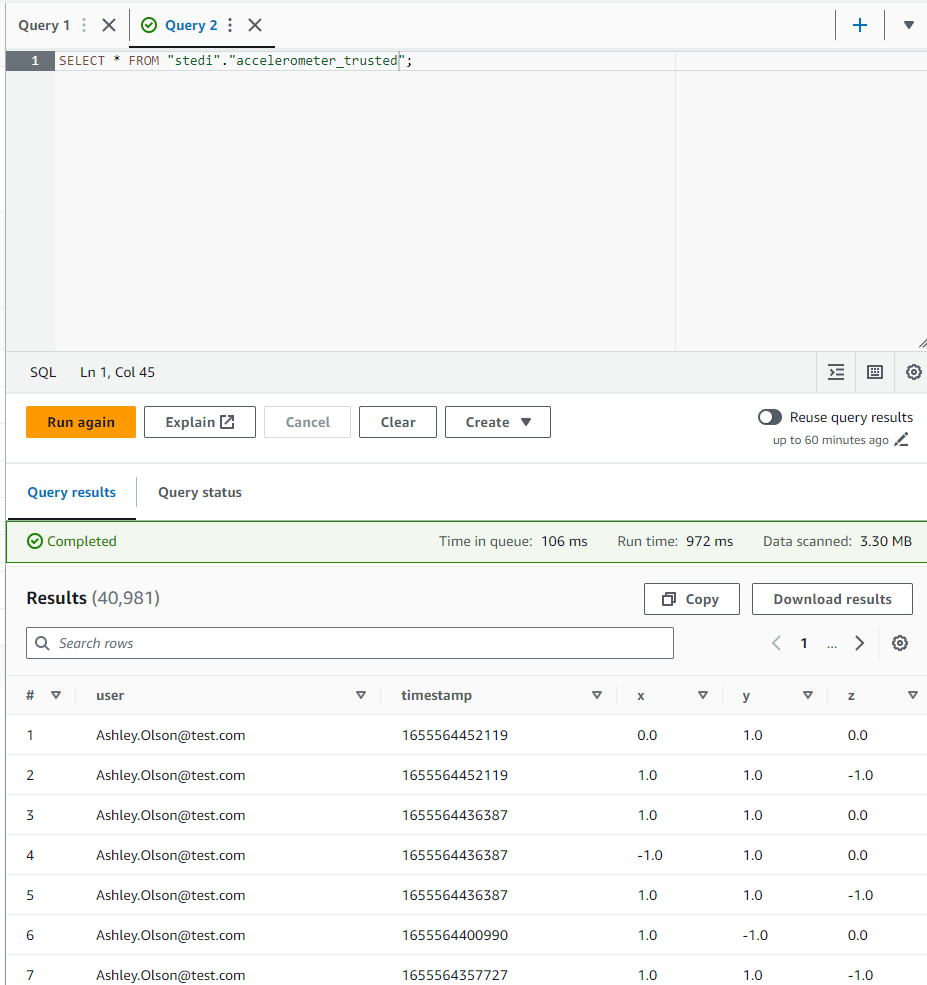 Query 1 Query 2
1 SELECT * FROM "stedi"."accelerometer_trusted";
SQL Ln 1, Col 45
Run again Explain Cancel Clear Create Reuse query results
up to 60 minutes ago
Query results Query status
Completed Time in queue: 106 ms Run time: 972 ms Data scanned: 3.30 MB
Results (40,981) Copy Download results
Search rows 1 ...
# user timestamp x y z
1 Ashley.Olson@test.com 1655564452119 0.0 1.0 0.0
2 Ashley.Olson@test.com 1655564452119 1.0 1.0 -1.0
3 Ashley.Olson@test.com 1655564436387 1.0 1.0 0.0
4 Ashley.Olson@test.com 1655564436387 -1.0 1.0 0.0
5 Ashley.Olson@test.com 1655564436387 1.0 1.0 -1.0
6 Ashley.Olson@test.com 1655564400990 1.0 -1.0 0.0
7 Ashley.Olson@test.com 1655564357727 1.0 1.0 -1.0